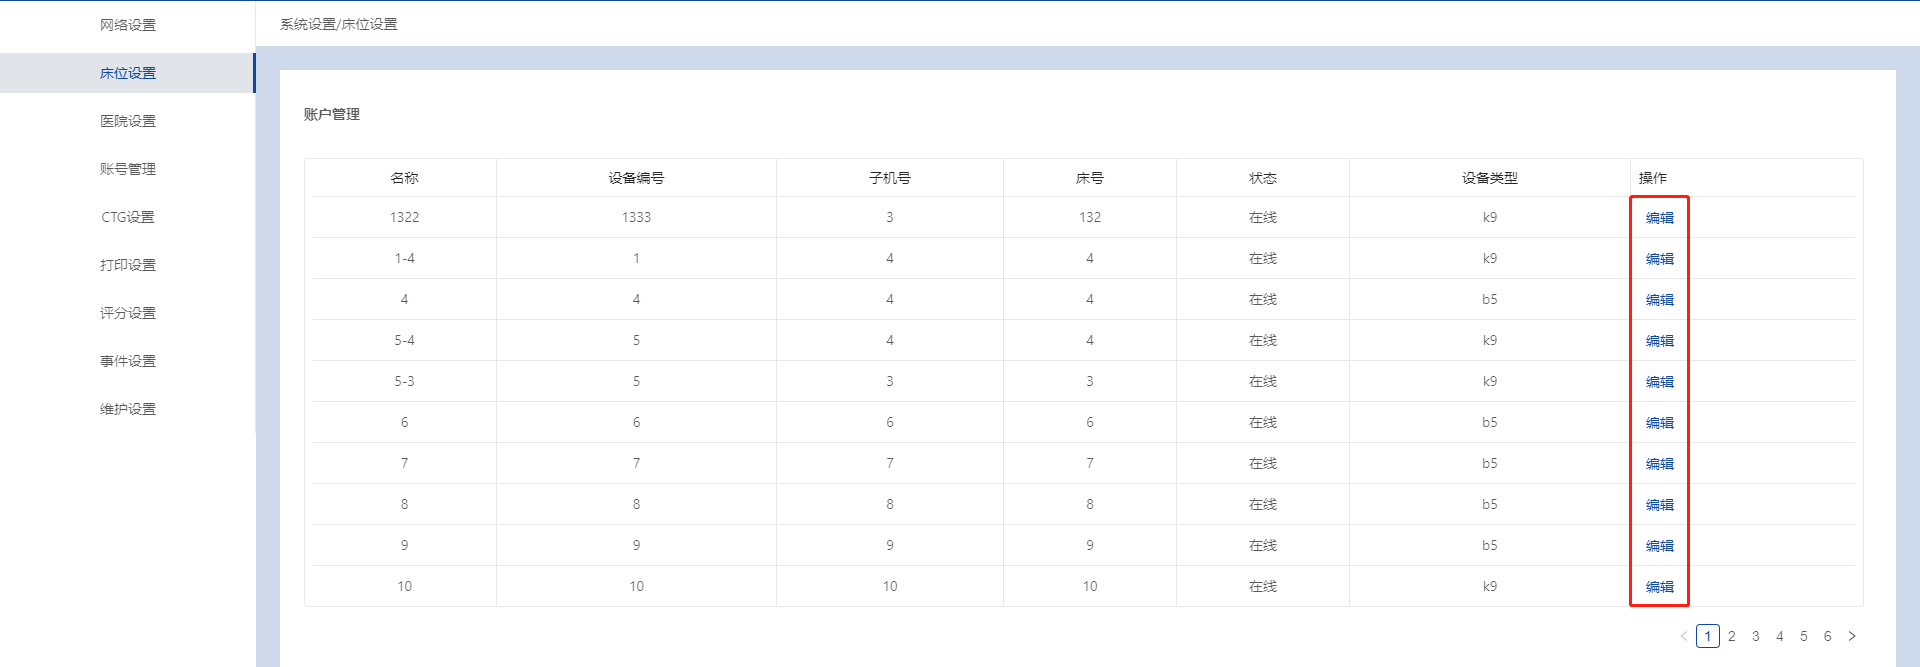 网络设置
床位设置
医院设置
账号管理
CTG设置
打印设置
评分设置
事件设置
维护设置
系统设置/床位设置
账户管理
名称 设备编号 子机号 床号 状态 设备类型 操作
1322 1333 3 132 在线 k9 编辑
1-4 1 4 4 在线 k9 编辑
4 4 4 4 在线 b5 编辑
5-4 5 4 4 在线 k9 编辑
5-3 5 3 3 在线 k9 编辑
6 6 6 6 在线 b5 编辑
7 7 7 7 在线 b5 编辑
8 8 8 8 在线 b5 编辑
9 9 9 9 在线 b5 编辑
10 10 10 10 在线 k9 编辑
< 1 2 3 4 5 6 >